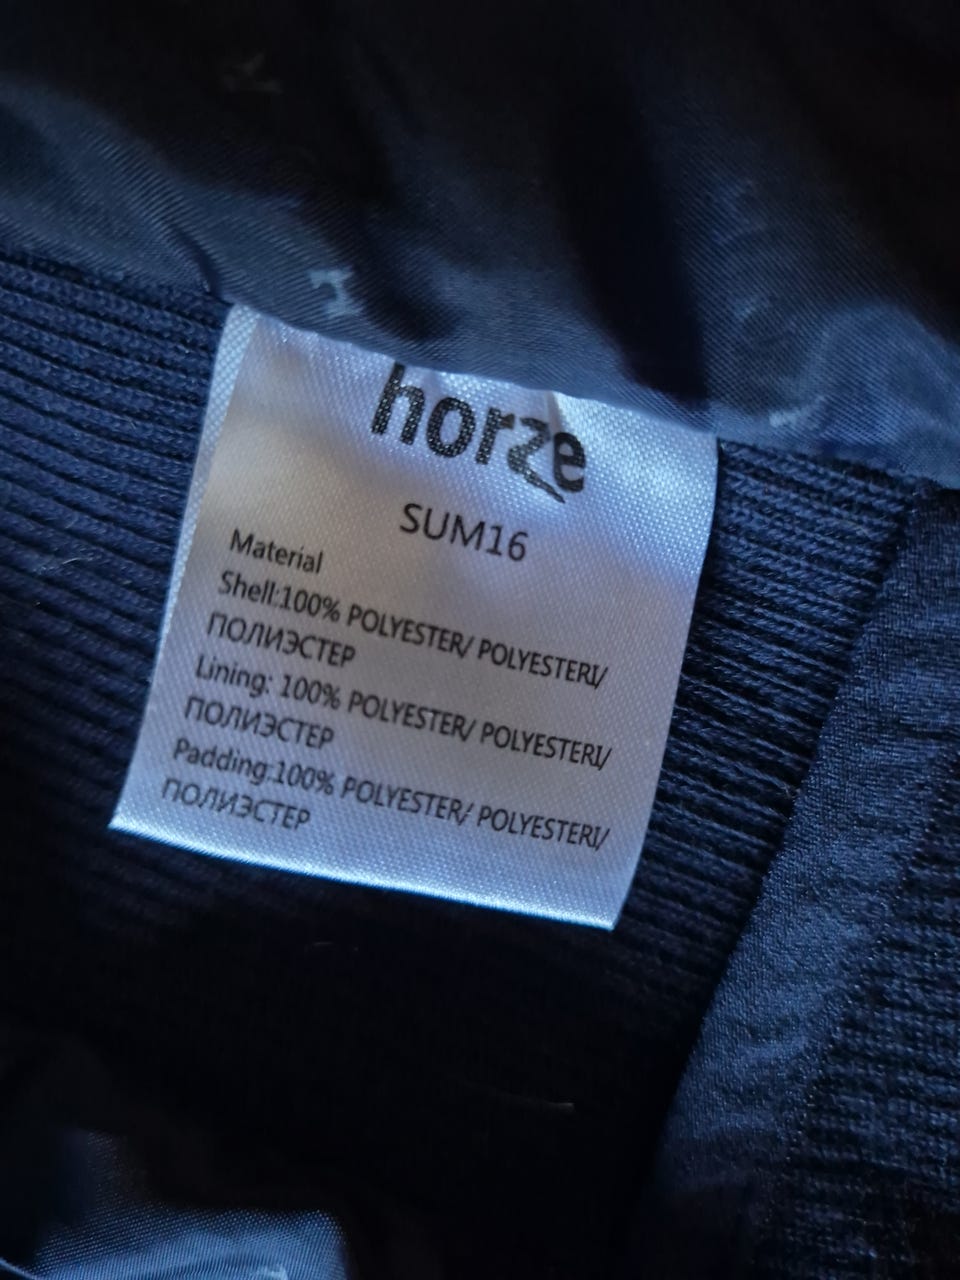 horze
SUM16
Material
Shell:100% POLYESTER/ POLYESTERI/
ПОЛИЭСТЕР
Lining: 100% POLYESTER/ POLYESTERI/
ПОЛИЭСТЕР
Padding:100% POLYESTER/ POLYESTERI/
ПОЛИЭСТЕР